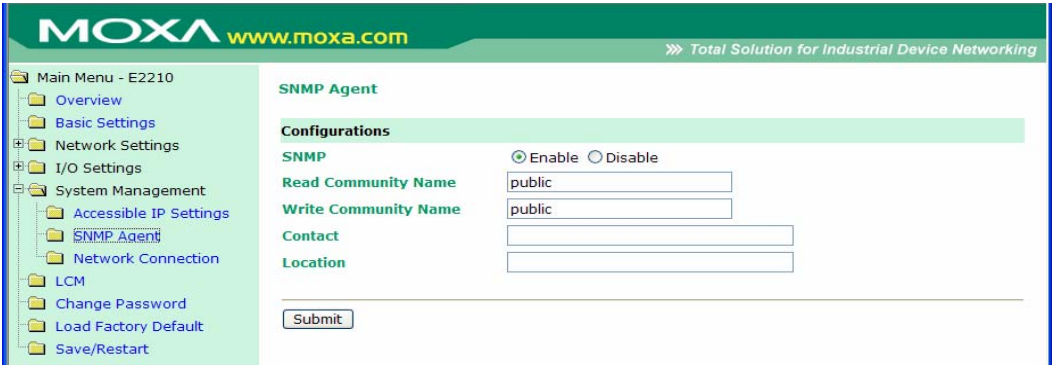 MOXA www.moxa.com
Total Solution for Industrial Device Networking
Main Menu - E2210
Overview
Basic Settings
Network Settings
I/O Settings
System Management
Accessible IP Settings
SNMP Agent
Network Connection
LCM
Change Password
Load Factory Default
Save/Restart
SNMP Agent
Configurations
SNMP Enable Disable
Read Community Name public
Write Community Name public
Contact
Location
Submit